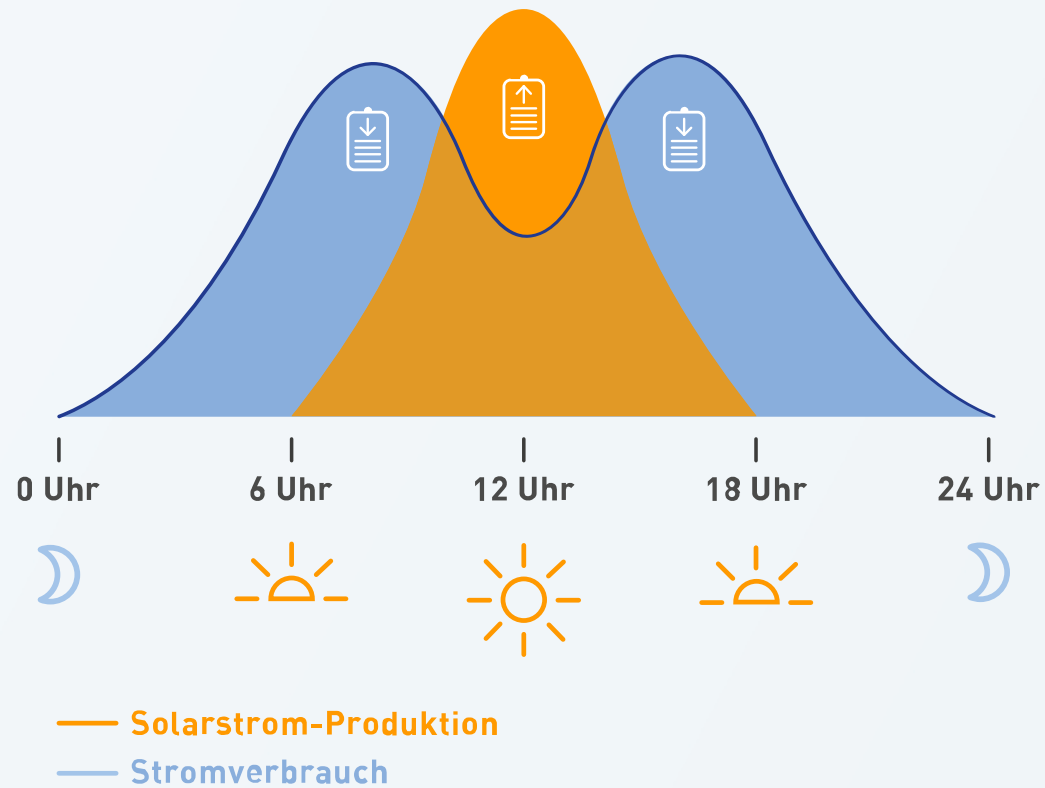 0 Uhr
6 Uhr
12 Uhr
18 Uhr
24 Uhr
Solarstrom-Produktion
Stromverbrauch